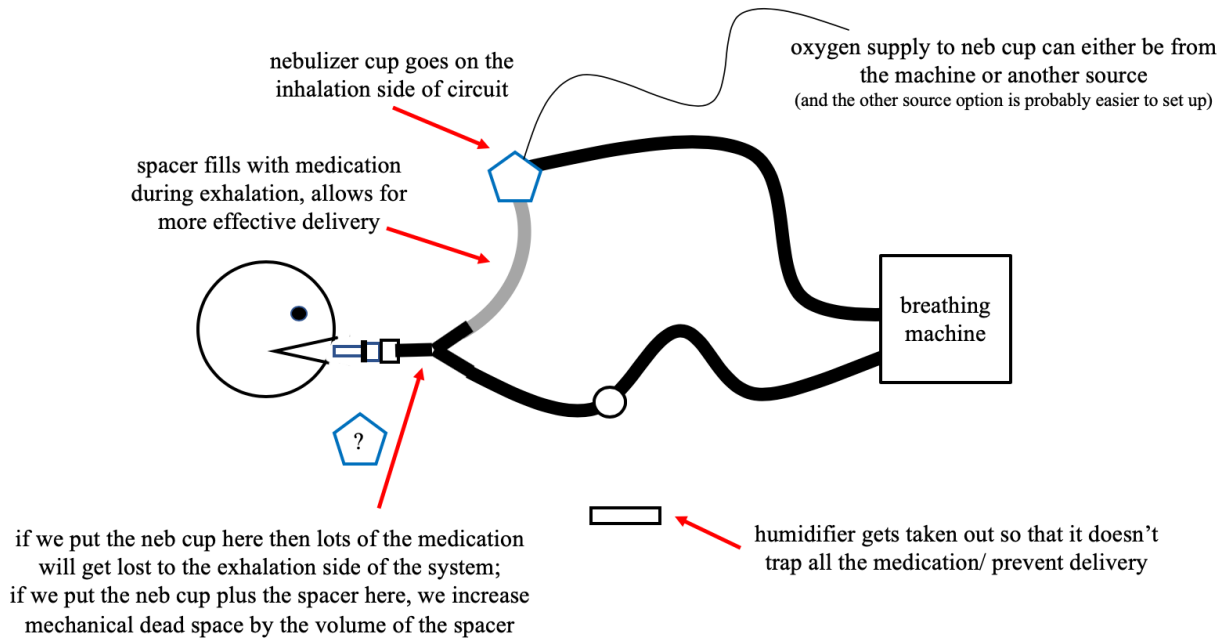 nebulizer cup goes on the
inhalation side of circuit
oxygen supply to neb cup can either be from
the machine or another source
(and the other source option is probably easier to set up)
spacer fills with medication
during exhalation, allows for
more effective delivery
breathing
machine
?
if we put the neb cup here then lots of the medication
will get lost to the exhalation side of the system;
if we put the neb cup plus the spacer here, we increase
mechanical dead space by the volume of the spacer
humidifier gets taken out so that it doesn’t
trap all the medication/ prevent delivery